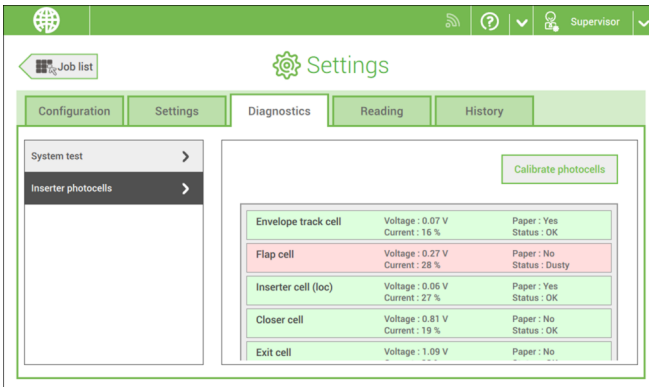 Supervisor
Job list
Settings
Configuration
Settings
Diagnostics
Reading
History
System test
Inserter photocells
Calibrate photocells
Envelope track cell Voltage : 0.07 V Paper : Yes
Current : 16 % Status : OK
Flap cell Voltage : 0.27 V Paper : No
Current : 28 % Status : Dusty
Inserter cell (loc) Voltage : 0.06 V Paper : Yes
Current : 27 % Status : OK
Closer cell Voltage : 0.81 V Paper : No
Current : 19 % Status : OK
Exit cell Voltage : 1.09 V Paper : No